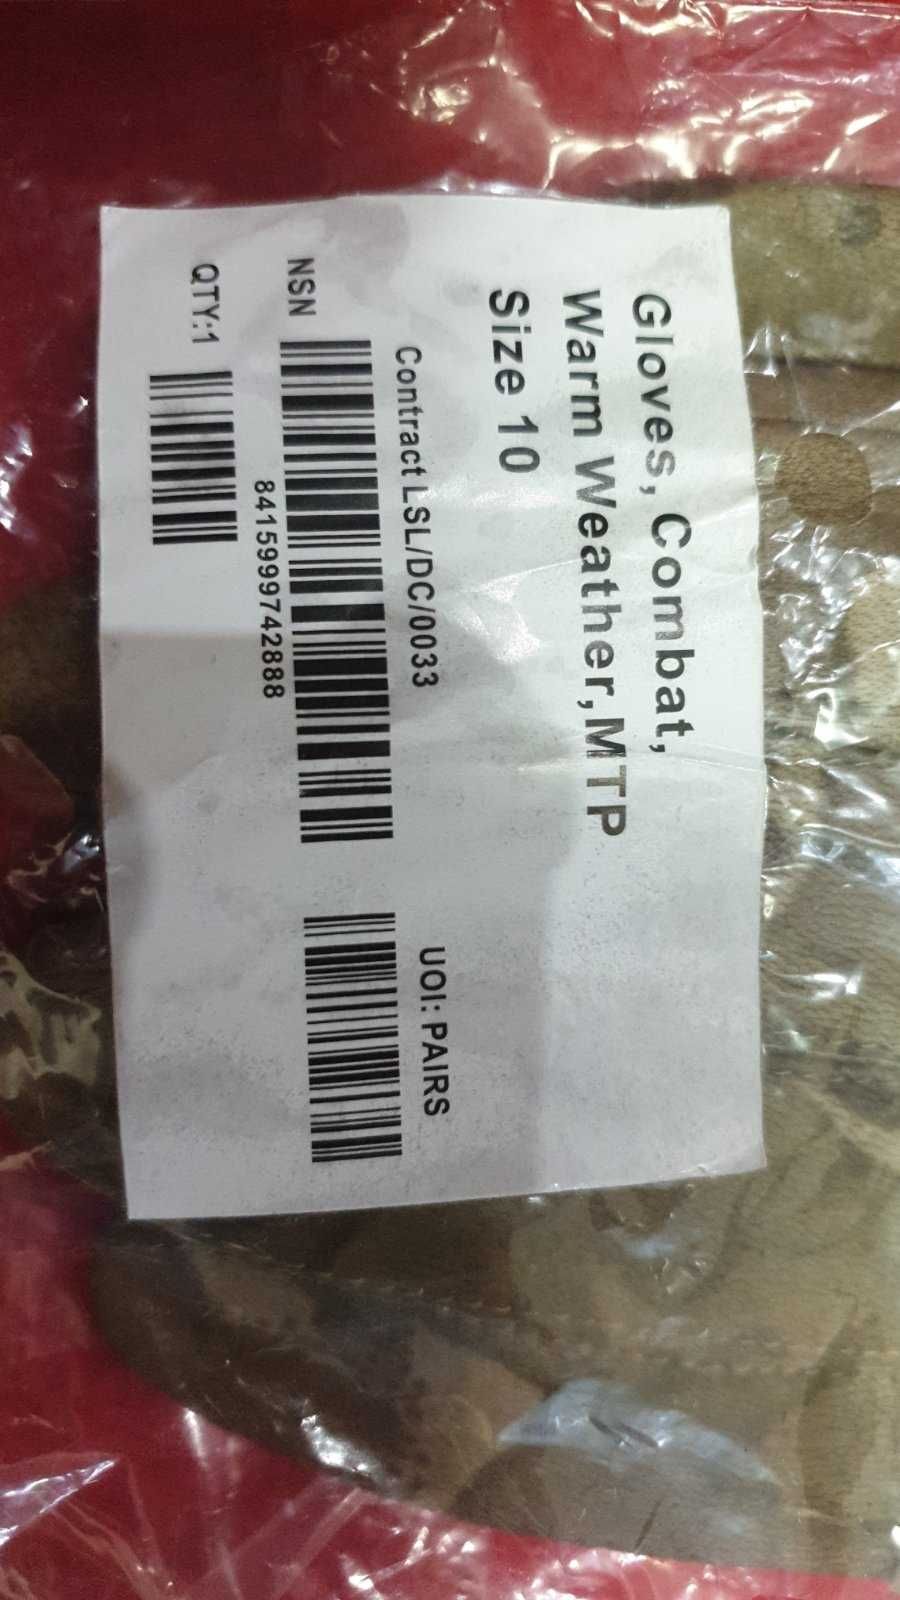 Gloves, Combat,
Warm Weather,MTP
Size 10
Contract LSL/DC/0033
UOI: PAIRS
NSN
8415999742888
QTY:1